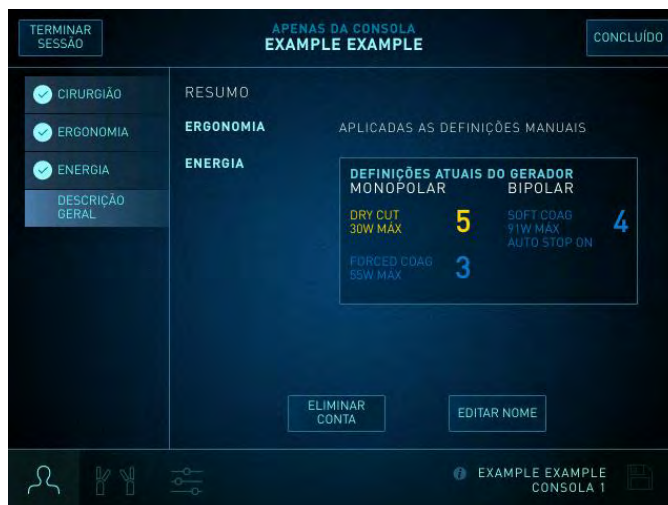 TERMINAR
SESSÃO
APENAS DA CONSOLA
EXAMPLE EXAMPLE
CONCLUÍDO
CIRURGIÃO
ERGONOMIA
ENERGIA
DESCRIÇÃO
GERAL
RESUMO
ERGONOMIA
APLICADAS AS DEFINIÇÕES MANUAIS
ENERGIA
DEFINIÇÕES ATUAIS DO GERADOR
MONOPOLAR BIPOLAR
DRY CUT
30W MÁX
5
SOFT COAG
91W MÁX
AUTO STOP ON
4
FORCED COAG
55W MÁX
3
ELIMINAR
CONTA
EDITAR NOME
EXAMPLE EXAMPLE
CONSOLA 1